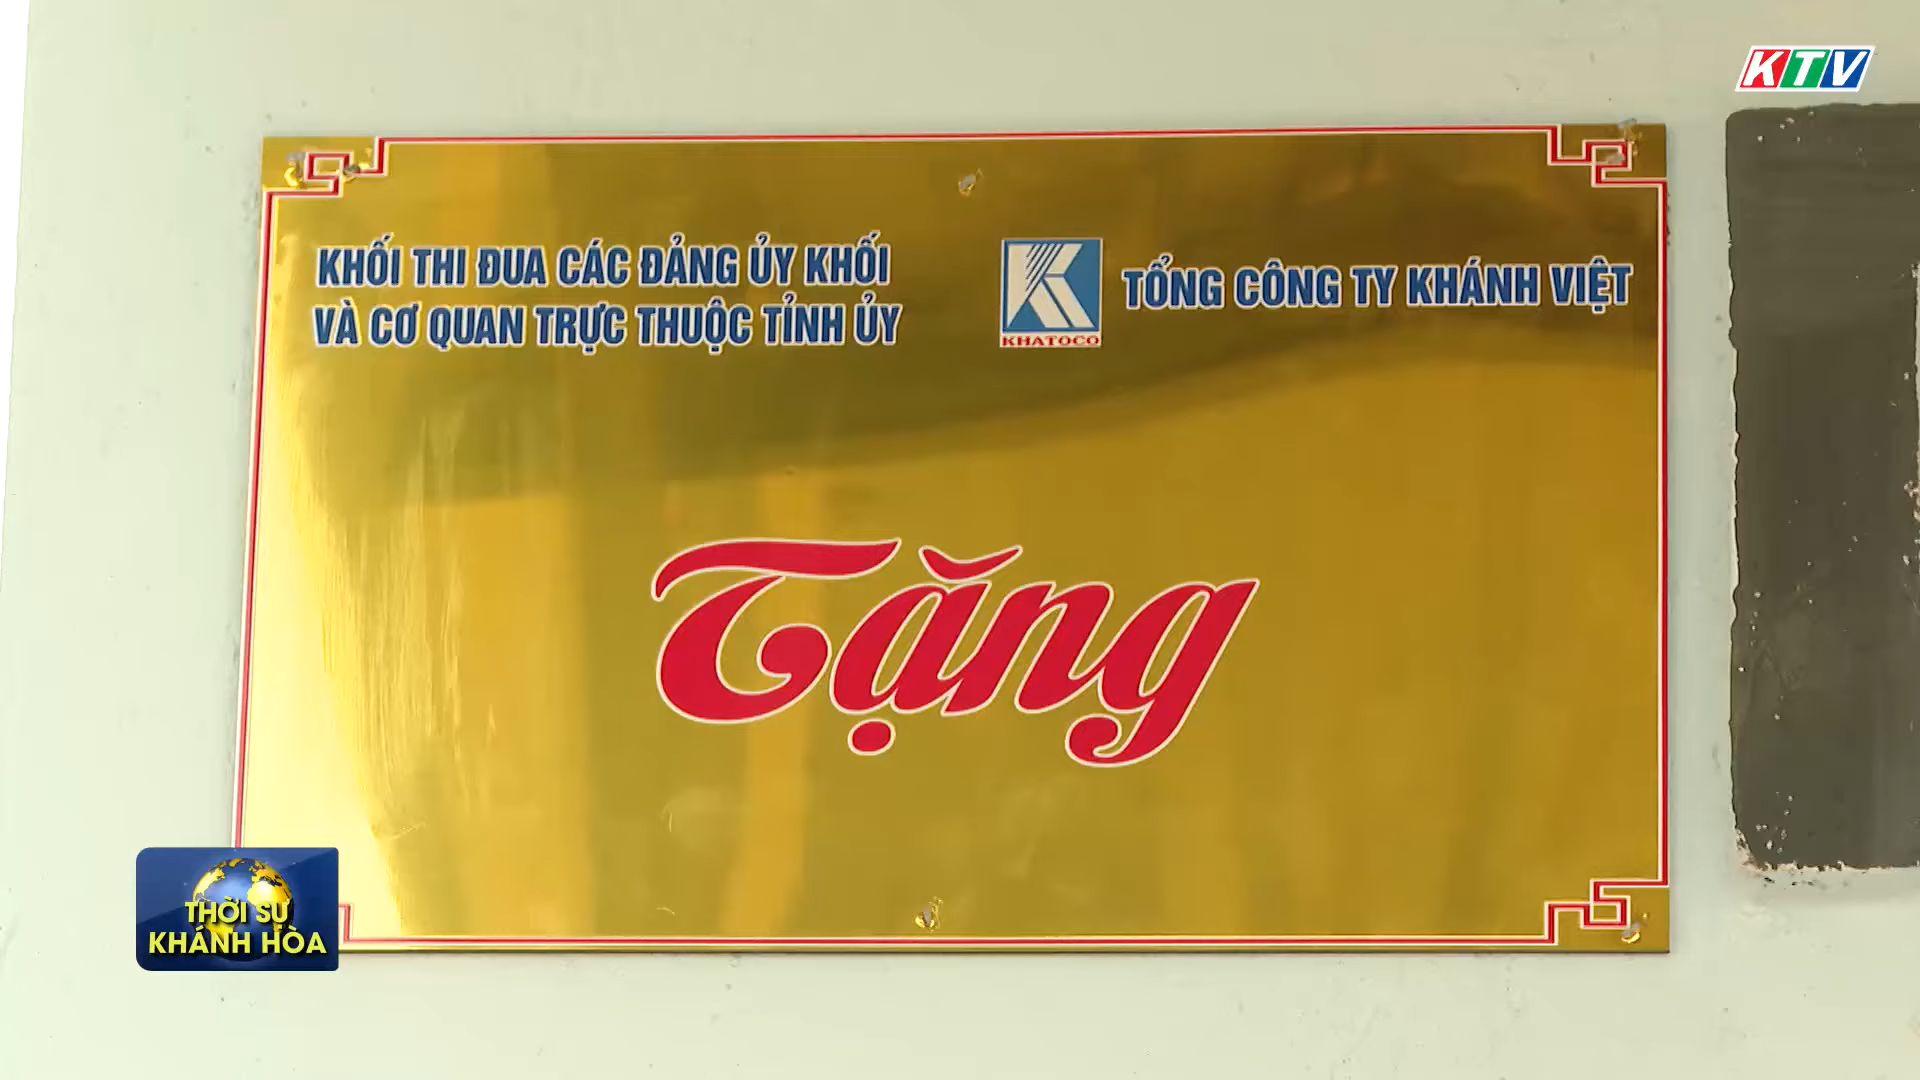 KTV
KHỐI THI ĐUA CÁC ĐẢNG ỦY KHỐI
VÀ CƠ QUAN TRỰC THUỘC TỈNH ỦY
KHATOCO
TỔNG CÔNG TY KHÁNH VIỆT
Tặng
THỜI SỰ
KHÁNH HÒA